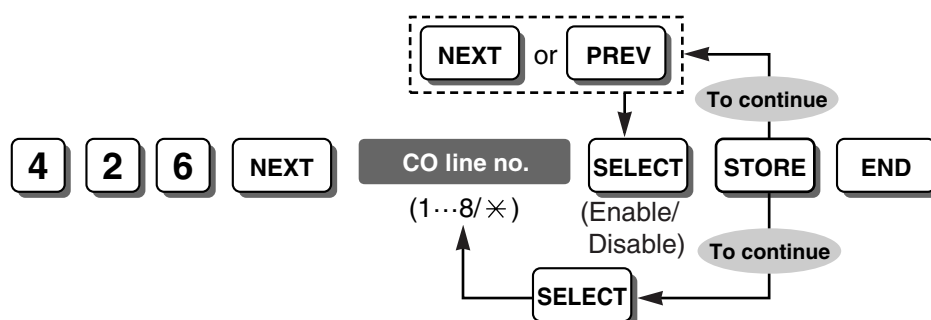 NEXT or PREV
To continue
4 2 6 NEXT CO line no. SELECT STORE END
(1···8/✳) (Enable/
Disable)
To continue
SELECT